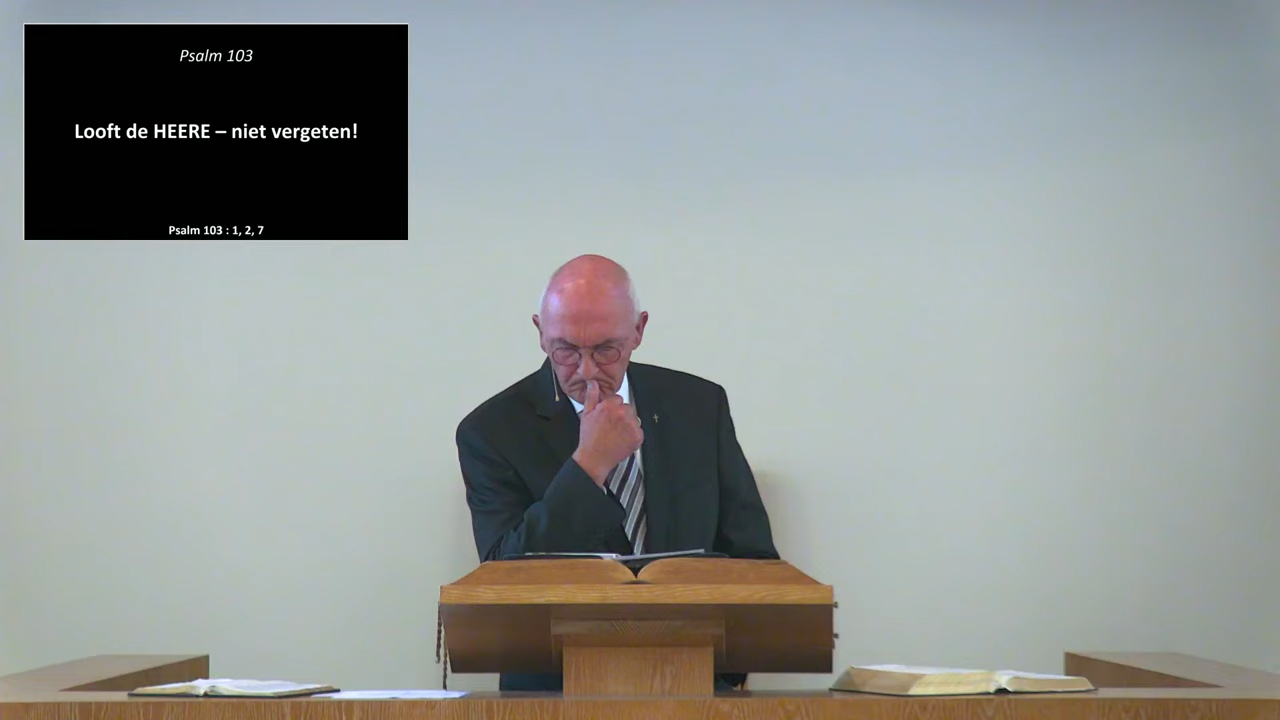 Psalm 103
Looft de HEERE – niet vergeten!
Psalm 103 : 1, 2, 7